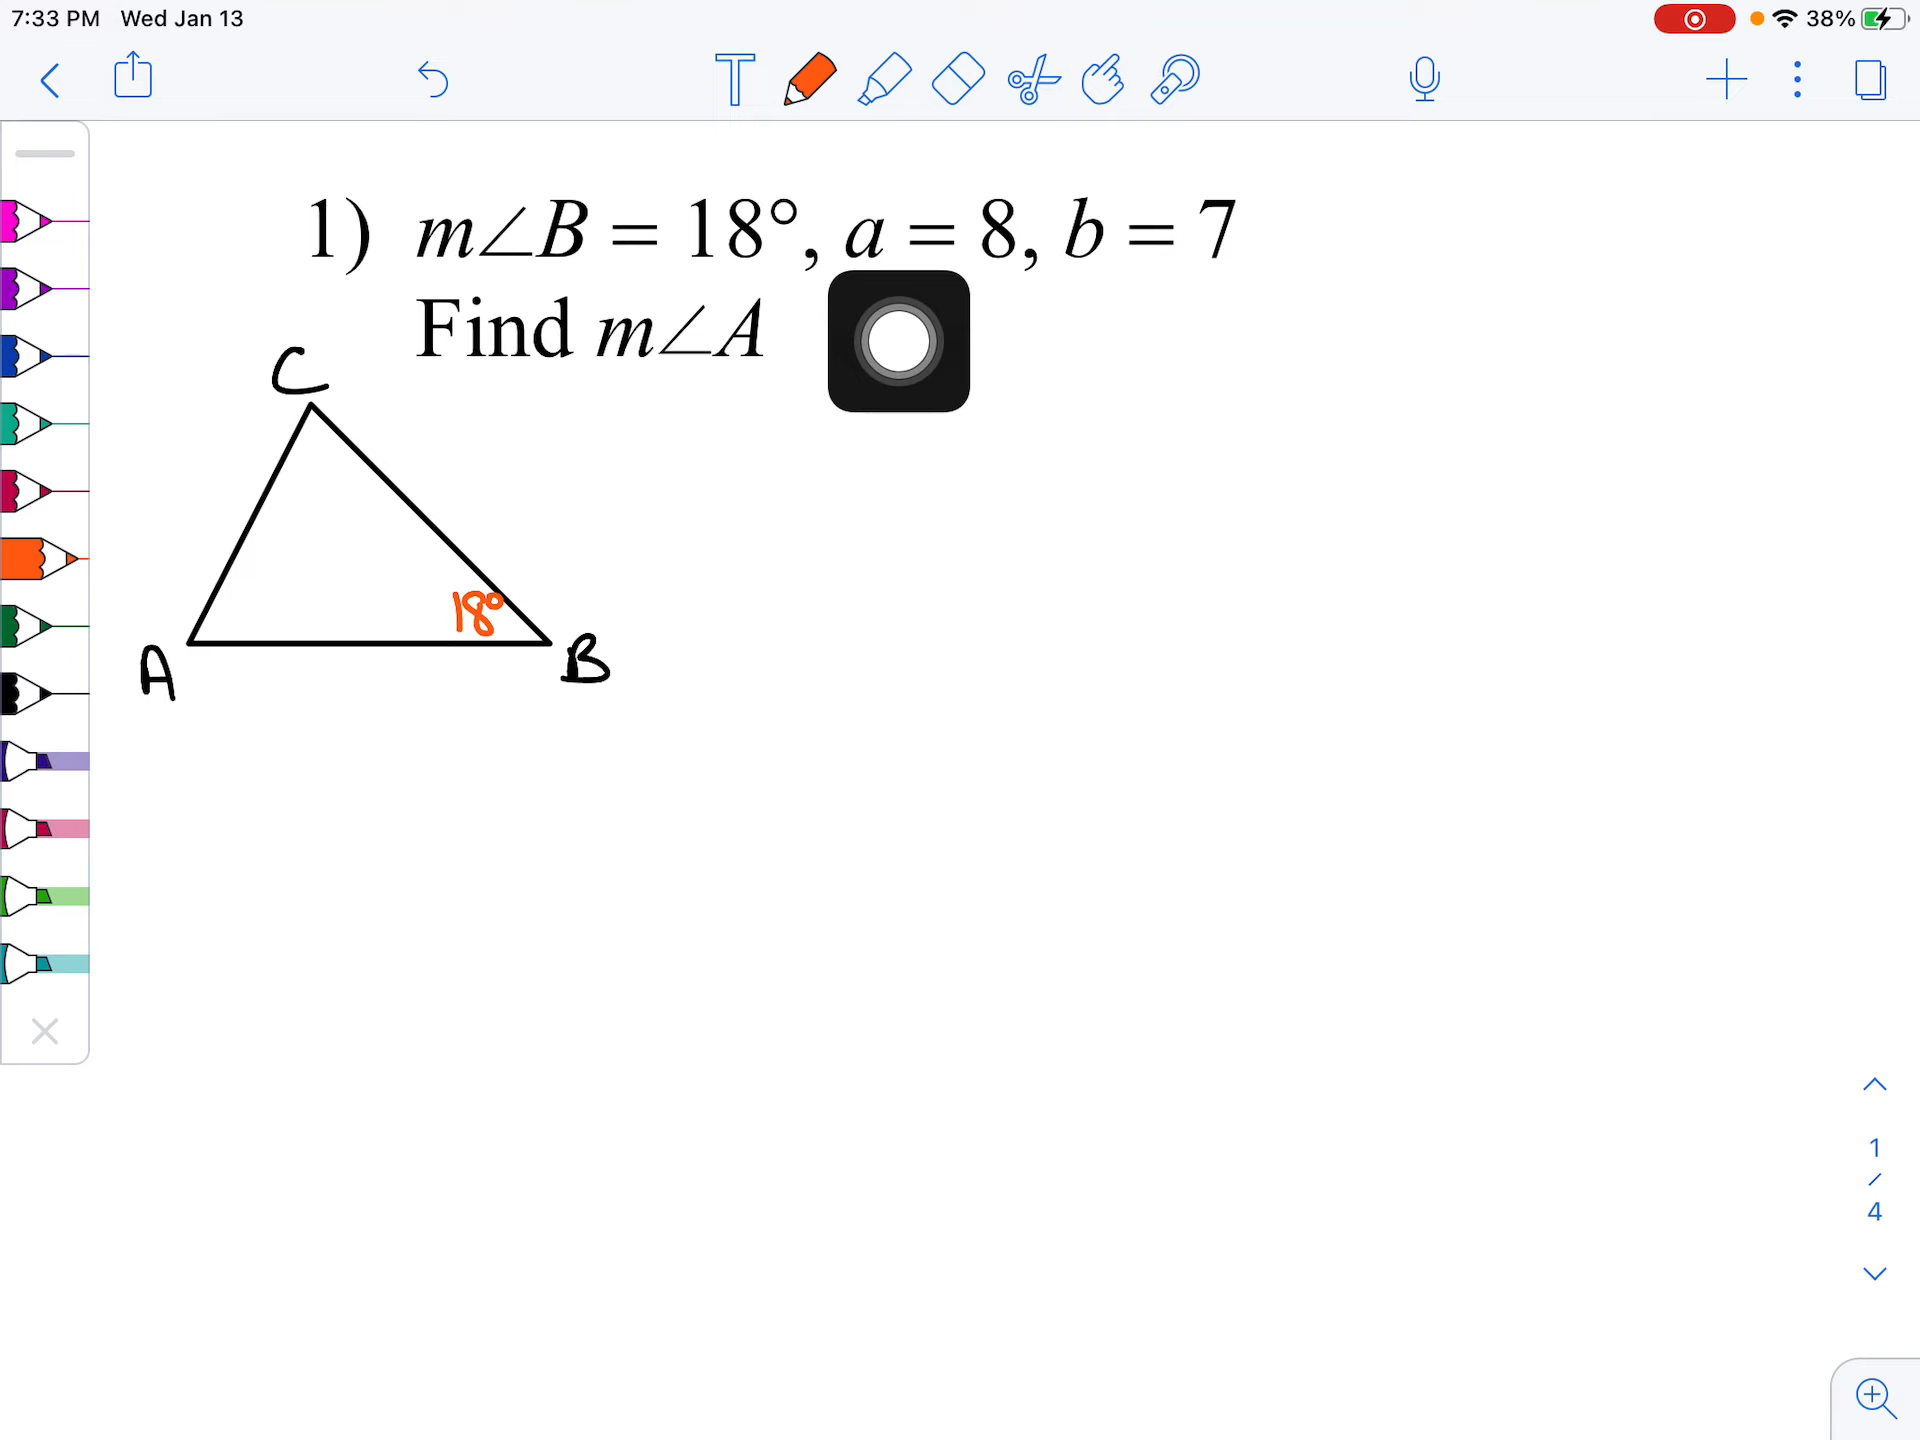 7:33 PM Wed Jan 13
38%
T
1) m∠B = 18°, a = 8, b = 7
Find m∠A
C
18°
A
B
1
/
4